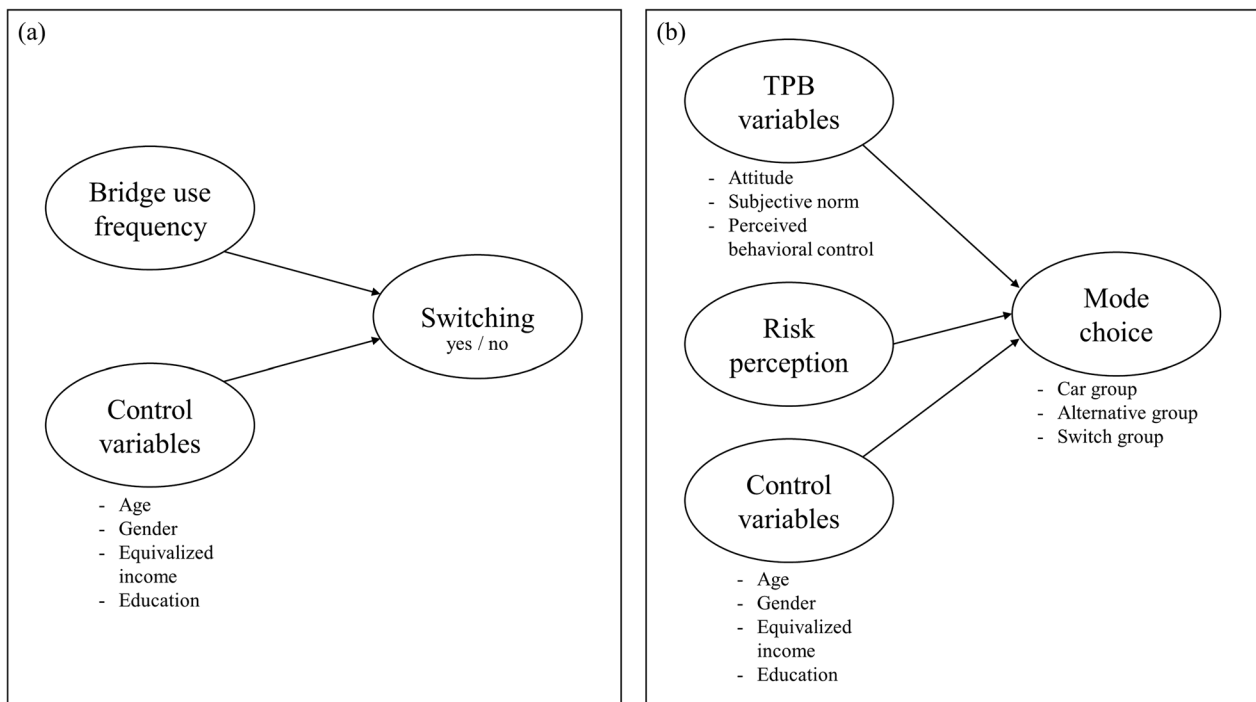 (a)
Bridge use
frequency
Switching
yes / no
Control
variables
- Age
- Gender
- Equivalized
income
- Education
(b)
TPB
variables
- Attitude
- Subjective norm
- Perceived
behavioral control
Risk
perception
Mode
choice
- Car group
- Alternative group
- Switch group
Control
variables
- Age
- Gender
- Equivalized
income
- Education